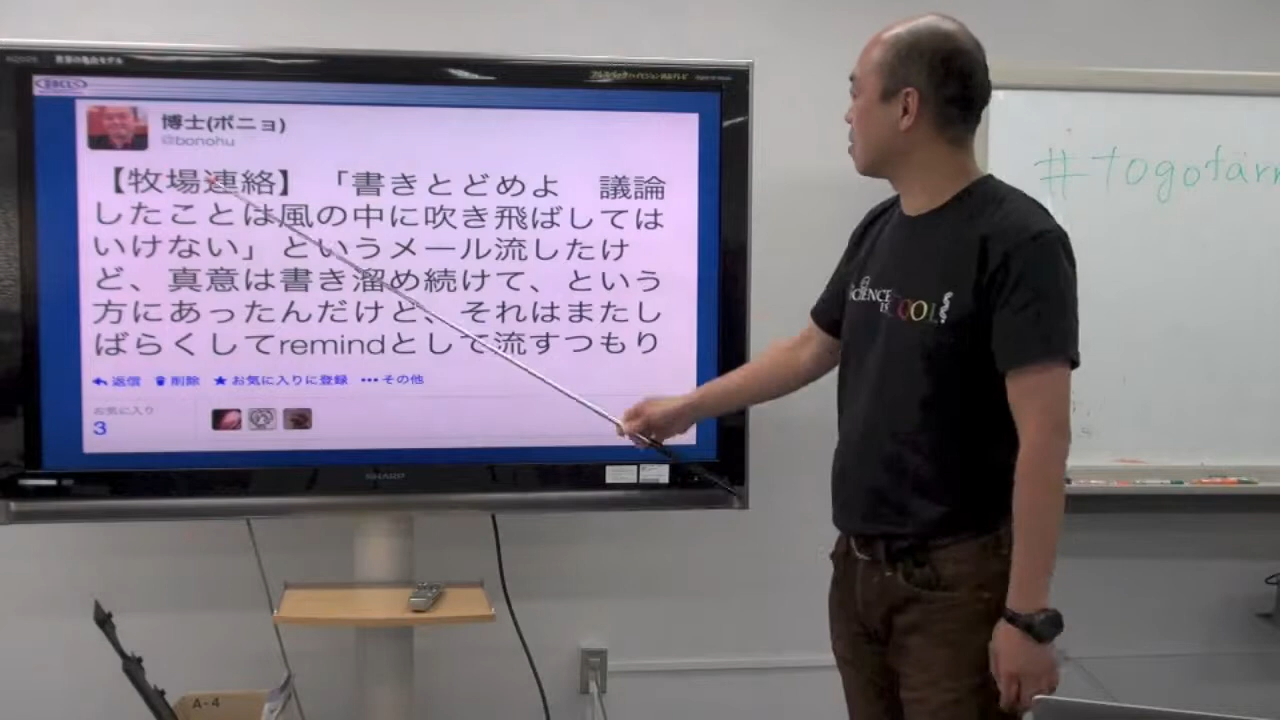 DBCLS
博士(ボニョ)
@bonohu
【牧場連絡】「書きとどめよ　議論
したことは風の中に吹き飛ばしては
いけない」というメール流したけ
ど、真意は書き溜め続けて、という
方にあったんだけど、それはまたし
ばらくしてremindとして流すつもり
返信 削除 お気に入りに登録 その他
お気に入り
3
SHARP
SCIENCE
IS COOL!
#togofarm
A-4